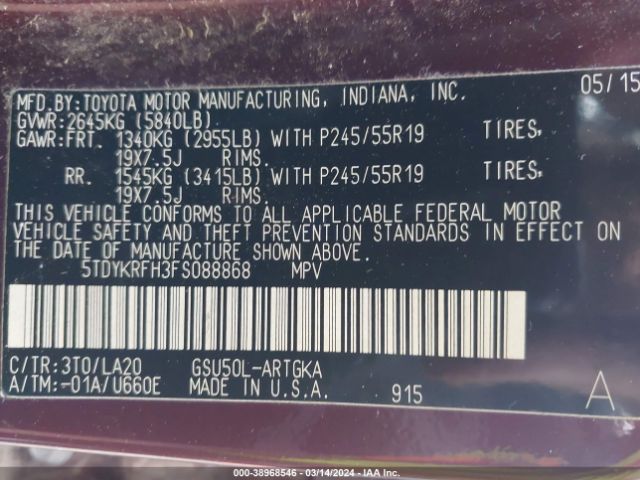 MFD.BY:TOYOTA MOTOR MANUFACTURING, INDIANA, INC. 05/15
GVWR:2645KG (5840LB)
GAWR:FRT. 1340KG (2955LB) WITH P245/55R19 TIRES,
19X7.5J RIMS.
RR. 1545KG (3415LB) WITH P245/55R19 TIRES,
19X7.5J RIMS.
THIS VEHICLE CONFORMS TO ALL APPLICABLE FEDERAL MOTOR
VEHICLE SAFETY AND THEFT PREVENTION STANDARDS IN EFFECT ON
THE DATE OF MANUFACTURE SHOWN ABOVE.
5TDYKRFH3FS088868 MPV
C/TR:3T0/LA20 GSU50L-ARTGKA
A/TM:-01A/U660E MADE IN U.S.A. 915 A
000-38968546 - 03/14/2024 - IAA Inc.